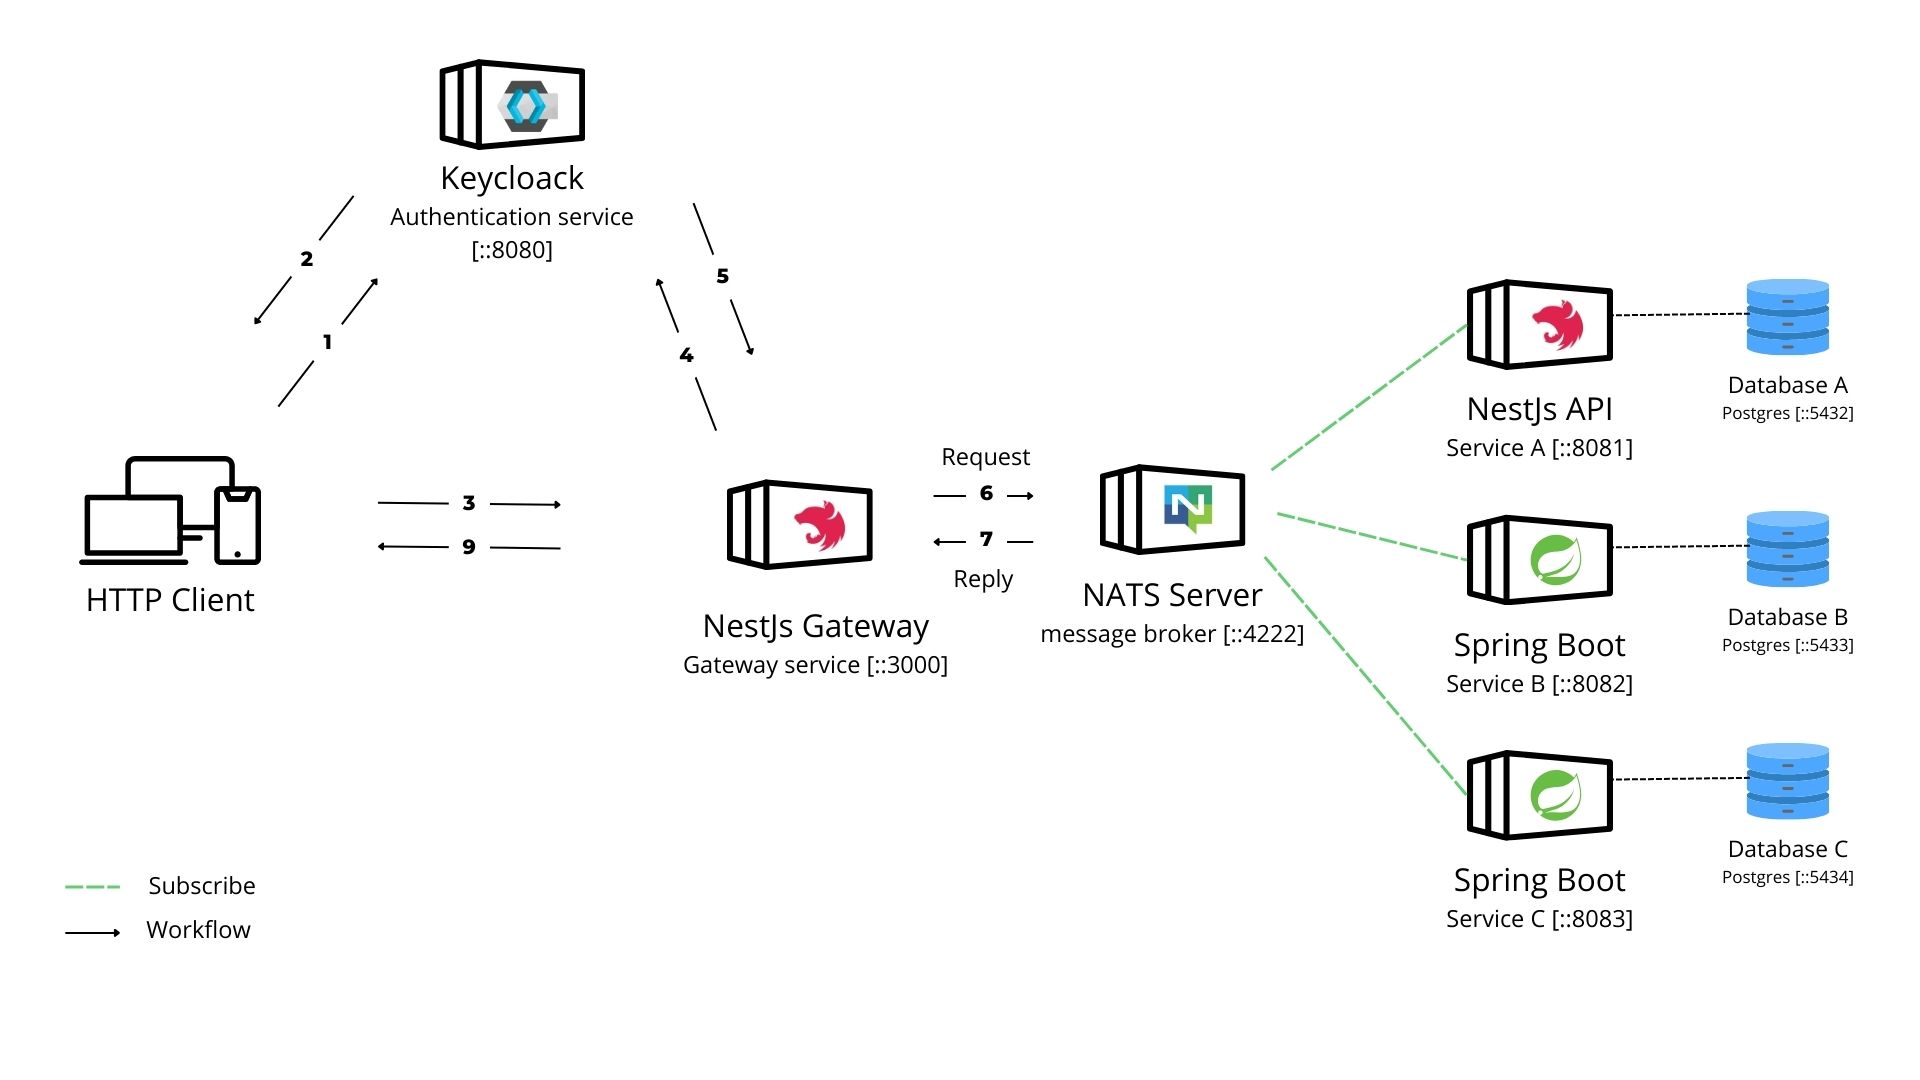 Keycloack
Authentication service
[::8080]
2
1
5
4
HTTP Client
3
9
NestJs Gateway
Gateway service [::3000]
Request
6
7
Reply
NATS Server
message broker [::4222]
NestJs API
Service A [::8081]
Database A
Postgres [::5432]
Spring Boot
Service B [::8082]
Database B
Postgres [::5433]
Spring Boot
Service C [::8083]
Database C
Postgres [::5434]
Subscribe
Workflow